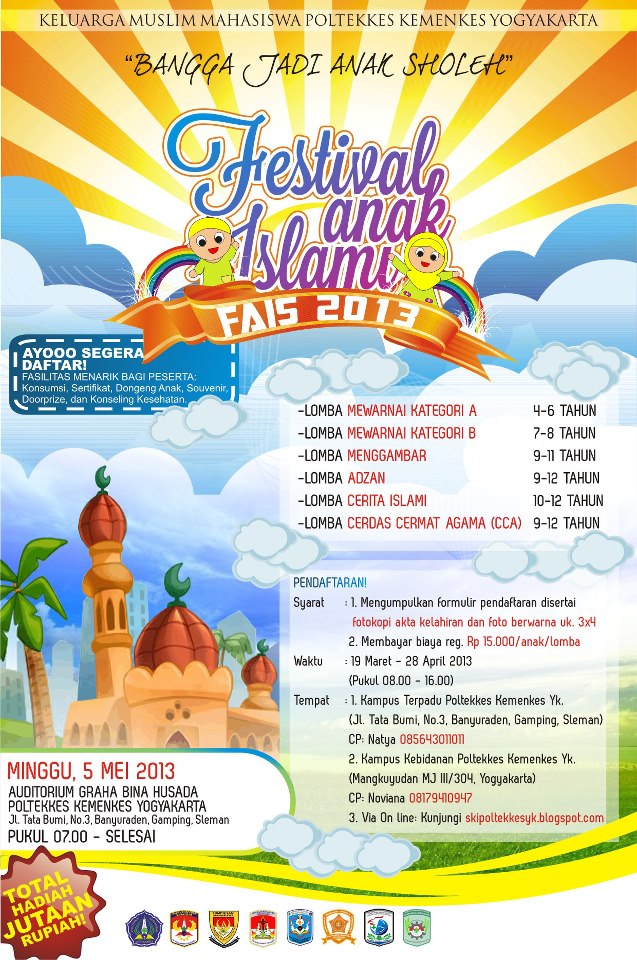 KELUARGA MUSLIM MAHASISWA POLTEKKES KEMENKES YOGYAKARTA
"BANGGA JADI ANAK SHOLEH"
Festival
anak
Islami
FAIS 2013
AYOOO SEGERA
DAFTAR!
FASILITAS MENARIK BAGI PESERTA:
Konsumsi, Sertifikat, Dongeng Anak, Souvenir,
Doorprize, dan Konseling Kesehatan.
-LOMBA MEWARNAI KATEGORI A 4-6 TAHUN
-LOMBA MEWARNAI KATEGORI B 7-8 TAHUN
-LOMBA MENGGAMBAR 9-11 TAHUN
-LOMBA ADZAN 9-12 TAHUN
-LOMBA CERITA ISLAMI 10-12 TAHUN
-LOMBA CERDAS CERMAT AGAMA (CCA) 9-12 TAHUN
PENDAFTARAN!
Syarat : 1. Mengumpulkan formulir pendaftaran disertai
fotokopi akta kelahiran dan foto berwarna uk. 3x4
2. Membayar biaya reg. Rp 15.000/anak/lomba
Waktu : 19 Maret - 28 April 2013
(Pukul 08.00 - 16.00)
Tempat : 1. Kampus Terpadu Poltekkes Kemenkes Yk.
(Jl. Tata Bumi, No.3, Banyuraden, Gamping, Sleman)
CP: Natya 085643011011
2. Kampus Kebidanan Poltekkes Kemenkes Yk.
(Mangkuyudan MJ III/304, Yogyakarta)
CP: Noviana 08179410947
3. Via On line: Kunjungi skipoltekkesyk.blogspot.com
MINGGU, 5 MEI 2013
AUDITORIUM GRAHA BINA HUSADA
POLTEKKES KEMENKES YOGYAKARTA
Jl. Tata Bumi, No.3, Banyuraden, Gamping, Sleman
PUKUL 07.00 - SELESAI
TOTAL
HADIAH
JUTAAN
RUPIAH!